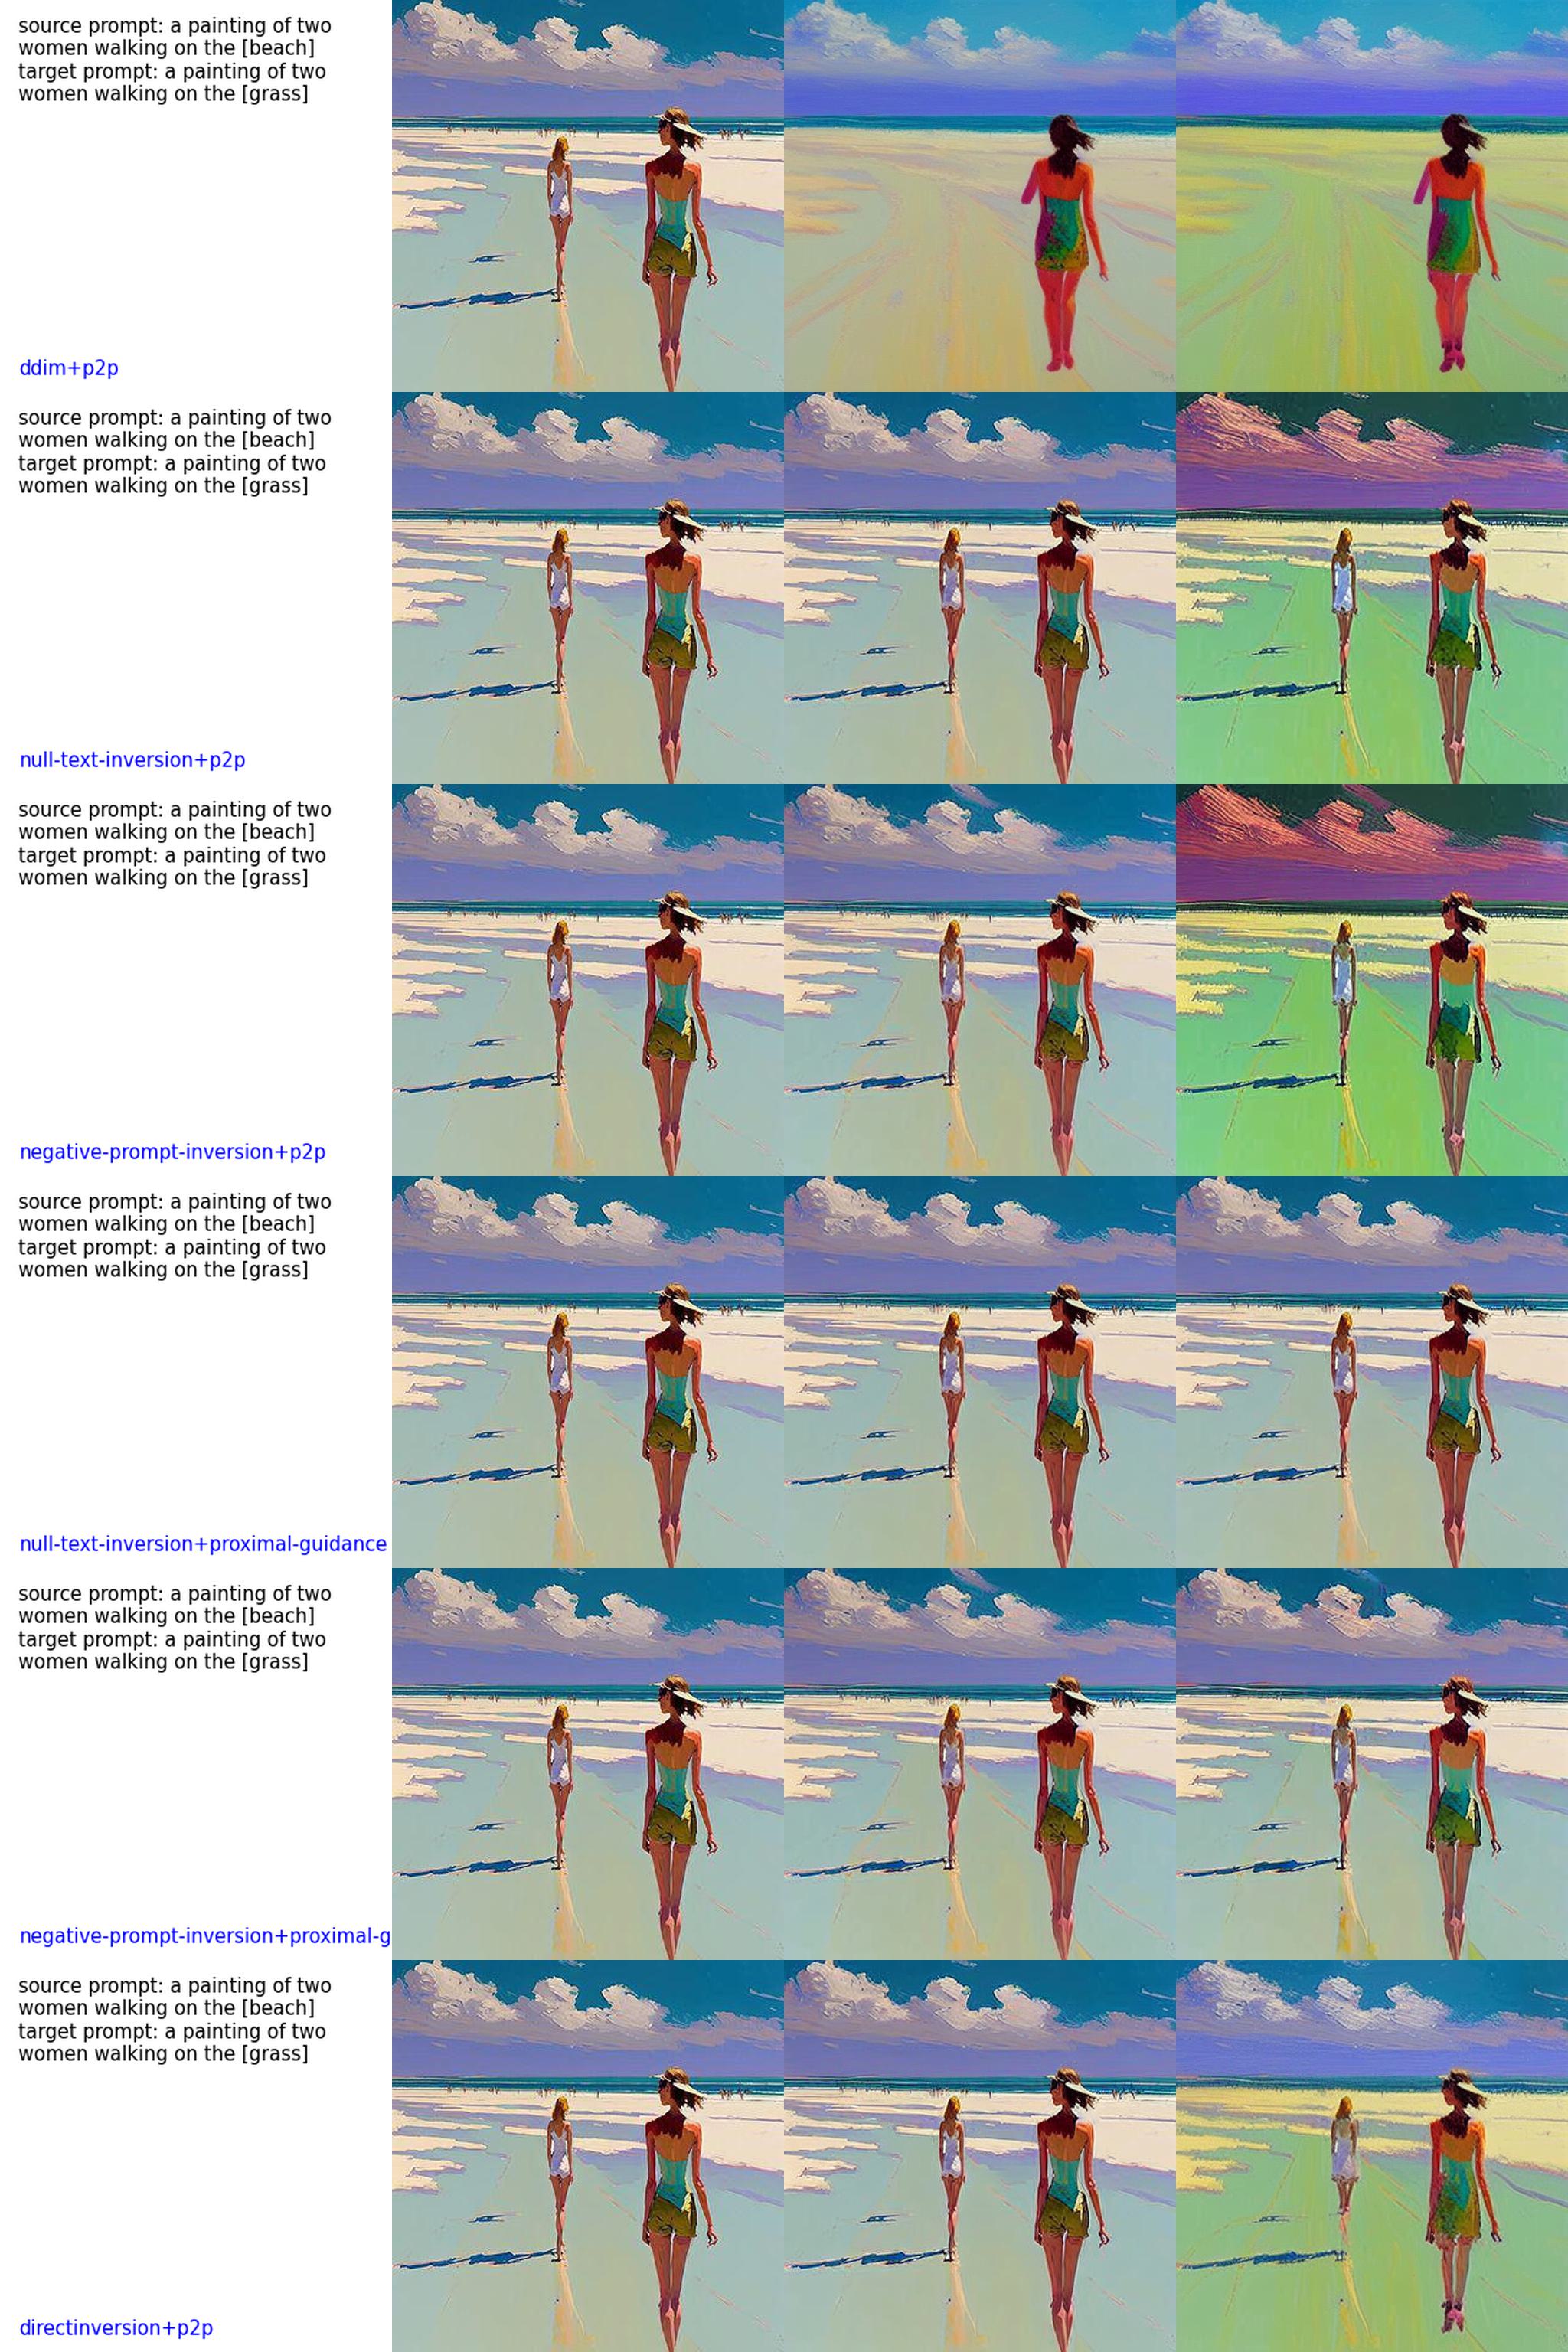 source prompt: a painting of two
women walking on the [beach]
target prompt: a painting of two
women walking on the [grass]
ddim+p2p
source prompt: a painting of two
women walking on the [beach]
target prompt: a painting of two
women walking on the [grass]
null-text-inversion+p2p
source prompt: a painting of two
women walking on the [beach]
target prompt: a painting of two
women walking on the [grass]
negative-prompt-inversion+p2p
source prompt: a painting of two
women walking on the [beach]
target prompt: a painting of two
women walking on the [grass]
null-text-inversion+proximal-guidance
source prompt: a painting of two
women walking on the [beach]
target prompt: a painting of two
women walking on the [grass]
negative-prompt-inversion+proximal-g
source prompt: a painting of two
women walking on the [beach]
target prompt: a painting of two
women walking on the [grass]
directinversion+p2p